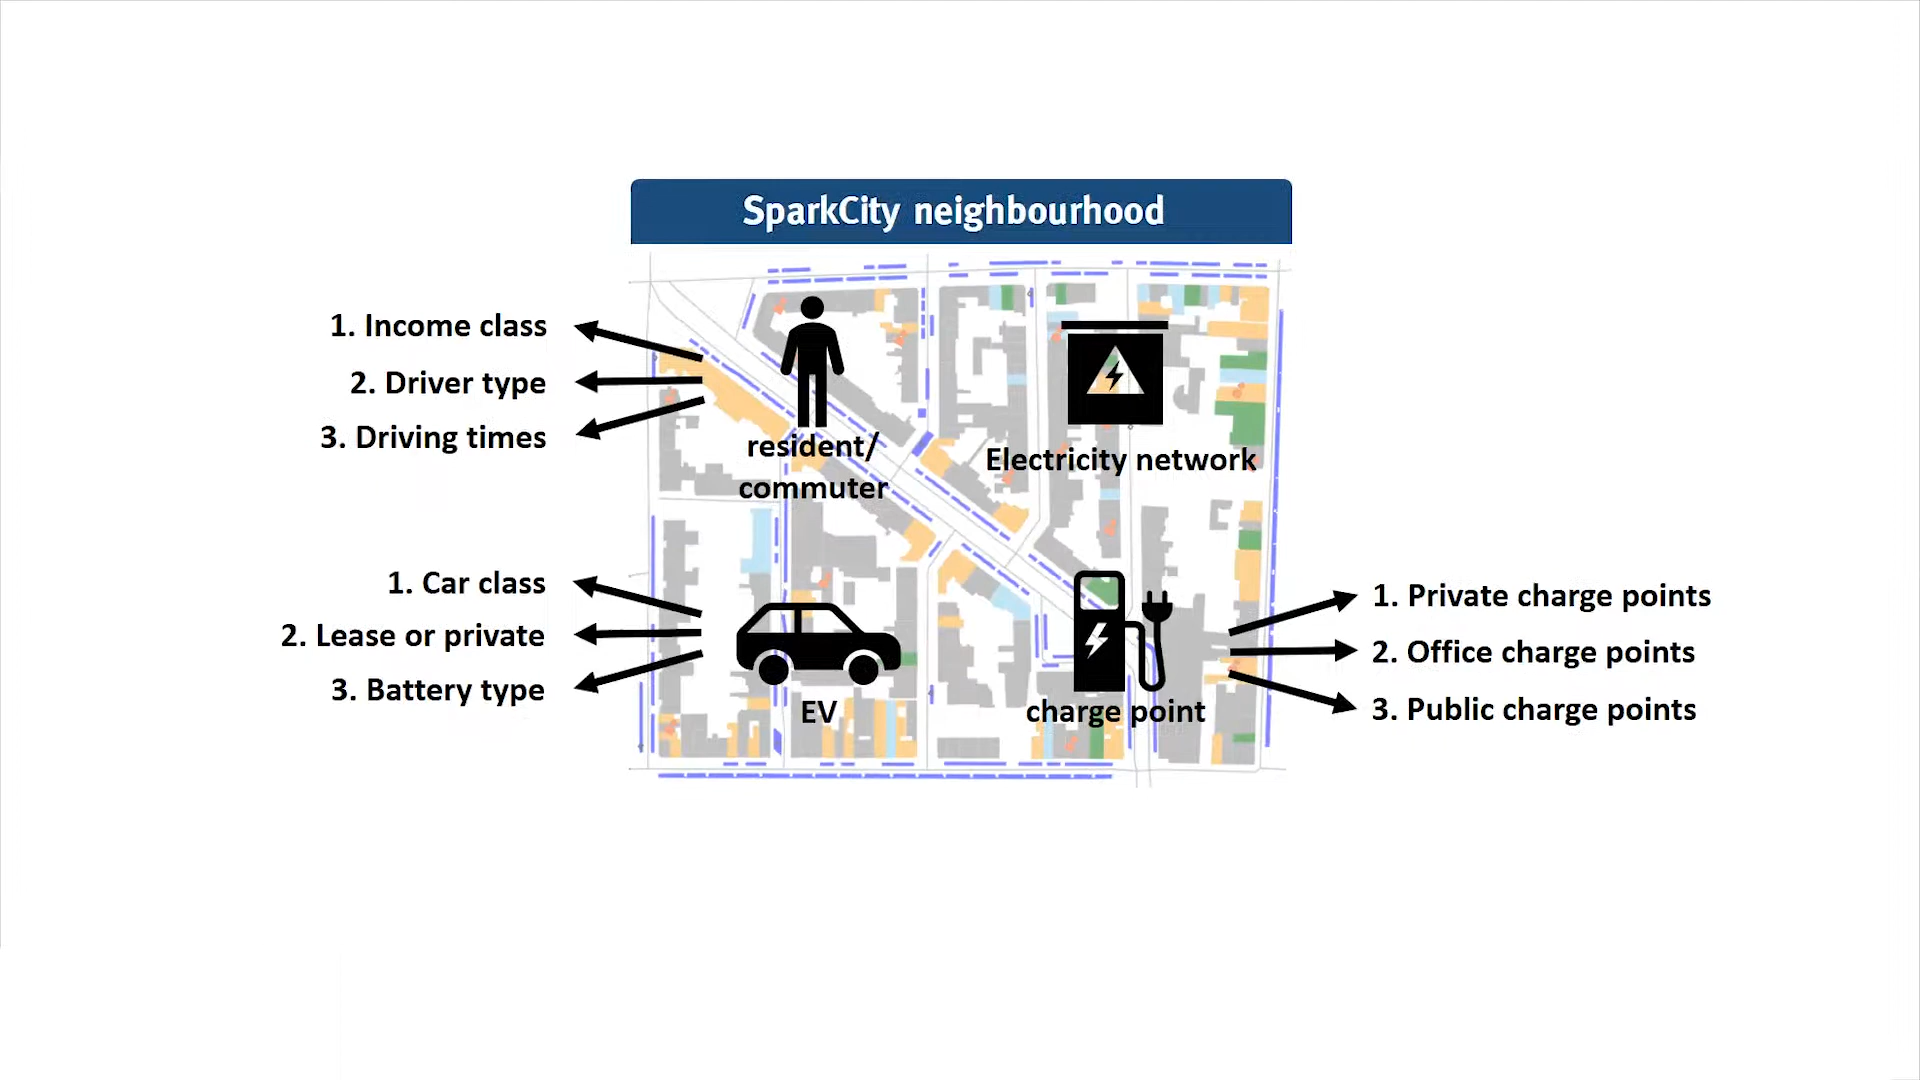 SparkCity neighbourhood
1. Income class
2. Driver type
3. Driving times
resident/
commuter
Electricity network
1. Car class
2. Lease or private
3. Battery type
EV
charge point
1. Private charge points
2. Office charge points
3. Public charge points